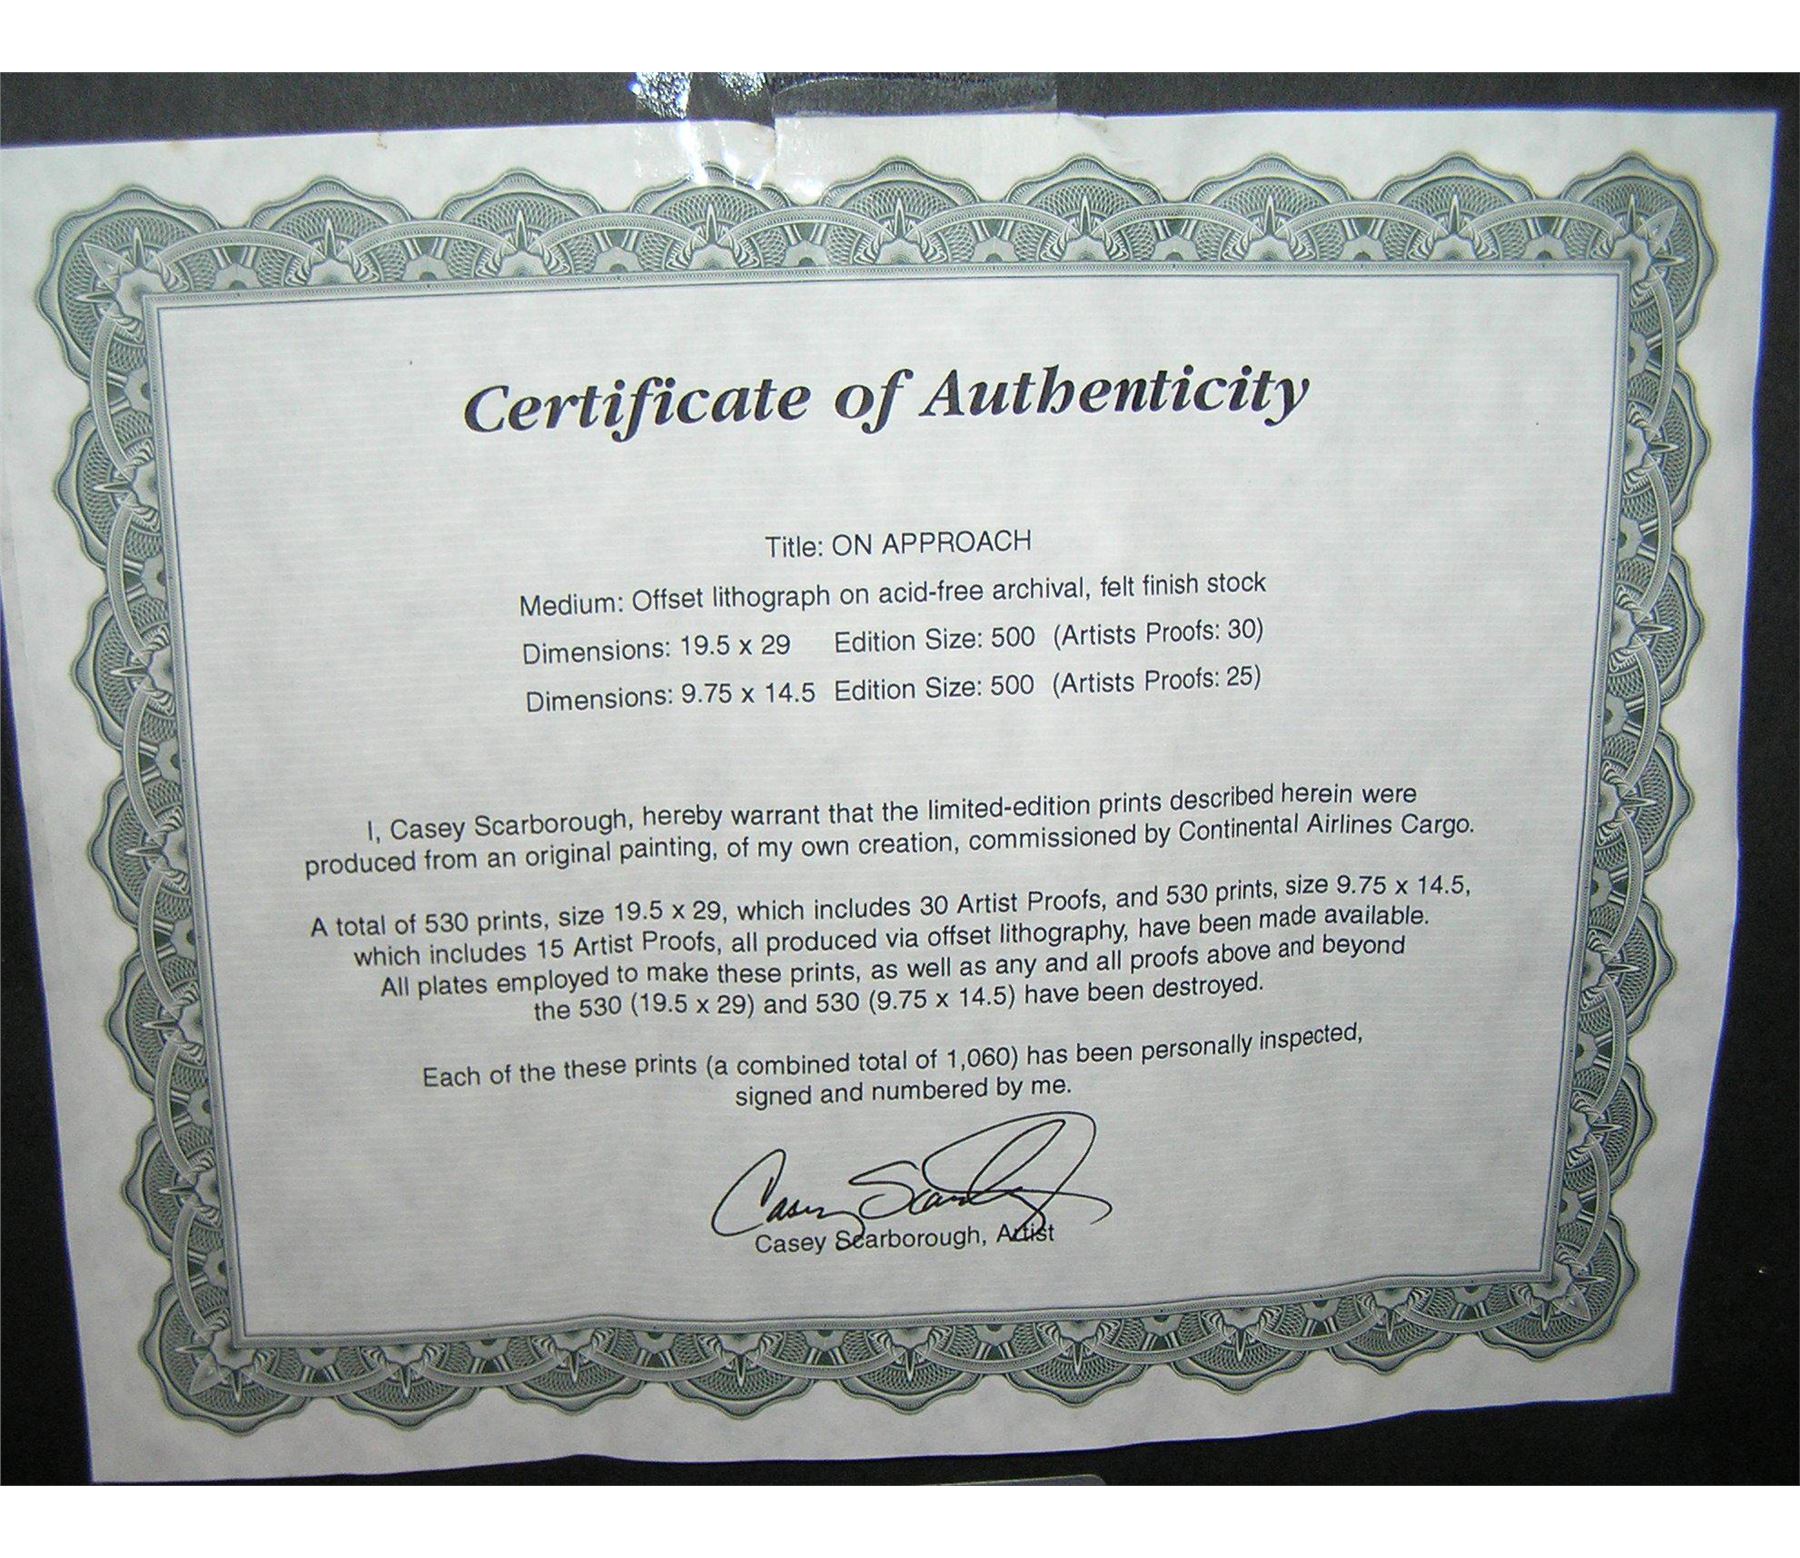 Certificate of Authenticity
Title: ON APPROACH
Medium: Offset lithograph on acid-free archival, felt finish stock
Dimensions: 19.5 x 29 Edition Size: 500 (Artists Proofs: 30)
Dimensions: 9.75 x 14.5 Edition Size: 500 (Artists Proofs: 25)
I, Casey Scarborough, hereby warrant that the limited-edition prints described herein were
produced from an original painting, of my own creation, commissioned by Continental Airlines Cargo.
A total of 530 prints, size 19.5 x 29, which includes 30 Artist Proofs, and 530 prints, size 9.75 x 14.5,
which includes 15 Artist Proofs, all produced via offset lithography, have been made available.
All plates employed to make these prints, as well as any and all proofs above and beyond
the 530 (19.5 x 29) and 530 (9.75 x 14.5) have been destroyed.
Each of the these prints (a combined total of 1,060) has been personally inspected,
signed and numbered by me.
Casey Scarborough
Casey Scarborough, Artist